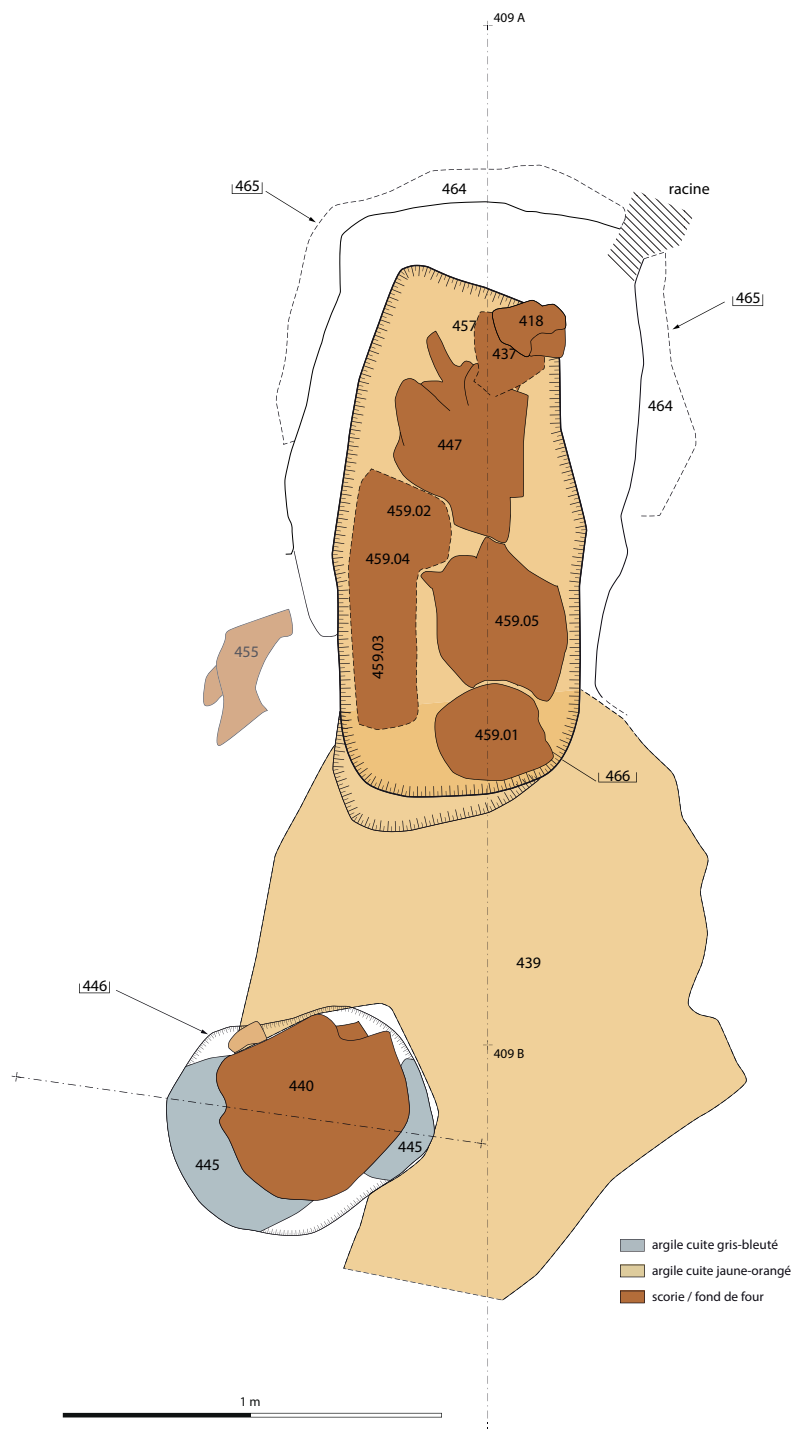 409 A
465
464
racine
465
457
418
437
464
447
459.02
459.04
459.05
459.03
455
459.01
466
439
446
409 B
440
445
445
argile cuite gris-bleuté
argile cuite jaune-orangé
scorie / fond de four
1 m